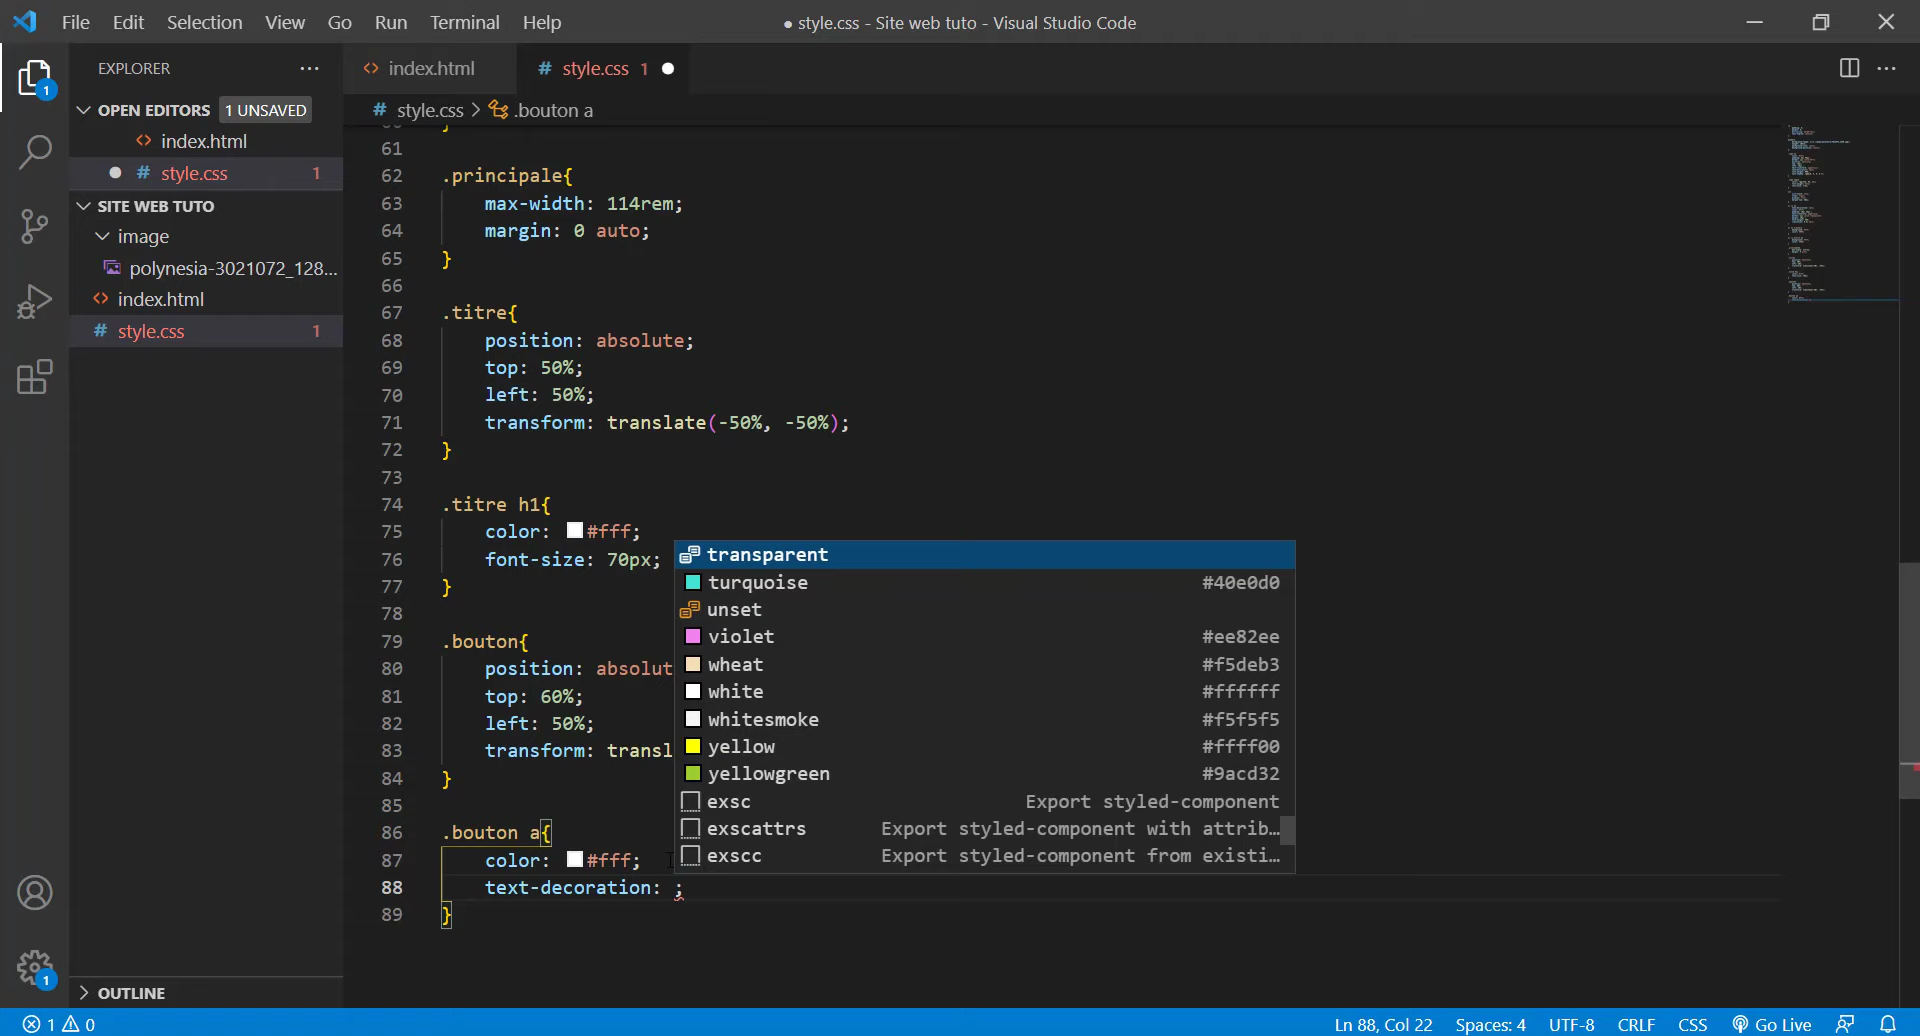 File Edit Selection View Go Run Terminal Help
● style.css - Site web tuto - Visual Studio Code
EXPLORER
index.html
style.css 1
OPEN EDITORS 1 UNSAVED
style.css > .bouton a
index.html
style.css 1
SITE WEB TUTO
image
polynesia-3021072_128...
index.html
style.css 1
61
62 .principale{
63 max-width: 114rem;
64 margin: 0 auto;
65 }
66
67 .titre{
68 position: absolute;
69 top: 50%;
70 left: 50%;
71 transform: translate(-50%, -50%);
72 }
73
74 .titre h1{
75 color: #fff;
76 font-size: 70px;
77 }
78
79 .bouton{
80 position: absolut
81 top: 60%;
82 left: 50%;
83 transform: transl
84 }
85
86 .bouton a{
87 color: #fff;
88 text-decoration: ;
89 }
transparent
turquoise #40e0d0
unset
violet #ee82ee
wheat #f5deb3
white #ffffff
whitesmoke #f5f5f5
yellow #ffff00
yellowgreen #9acd32
exsc Export styled-component
exscattrs Export styled-component with attrib...
exscc Export styled-component from existi...
1
1
OUTLINE
1 0
Ln 88, Col 22 Spaces: 4 UTF-8 CRLF CSS Go Live